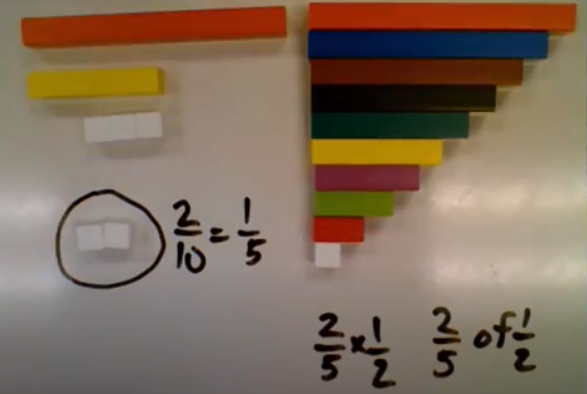 2/10 = 1/5
2/5 x 1/2   2/5 of 1/2